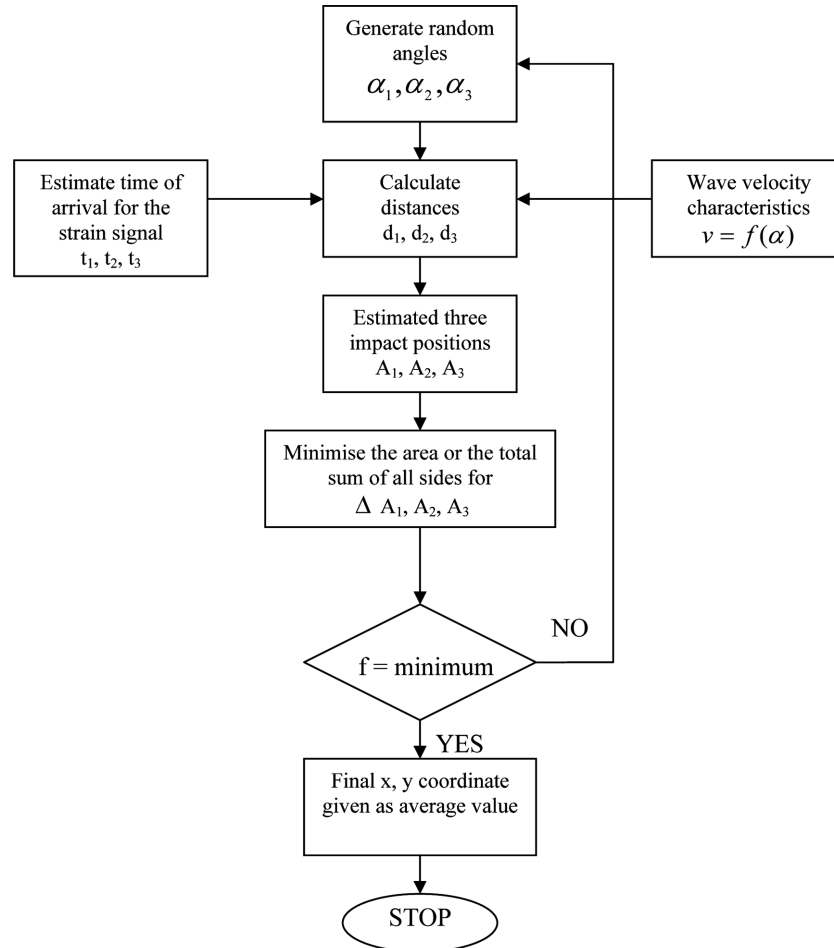 Generate random
angles
α₁, α₂, α₃
Estimate time of
arrival for the
strain signal
t₁, t₂, t₃
Calculate
distances
d₁, d₂, d₃
Wave velocity
characteristics
v = f(α)
Estimated three
impact positions
A₁, A₂, A₃
Minimise the area or the total
sum of all sides for
Δ A₁, A₂, A₃
NO
f = minimum
YES
Final x, y coordinate
given as average value
STOP